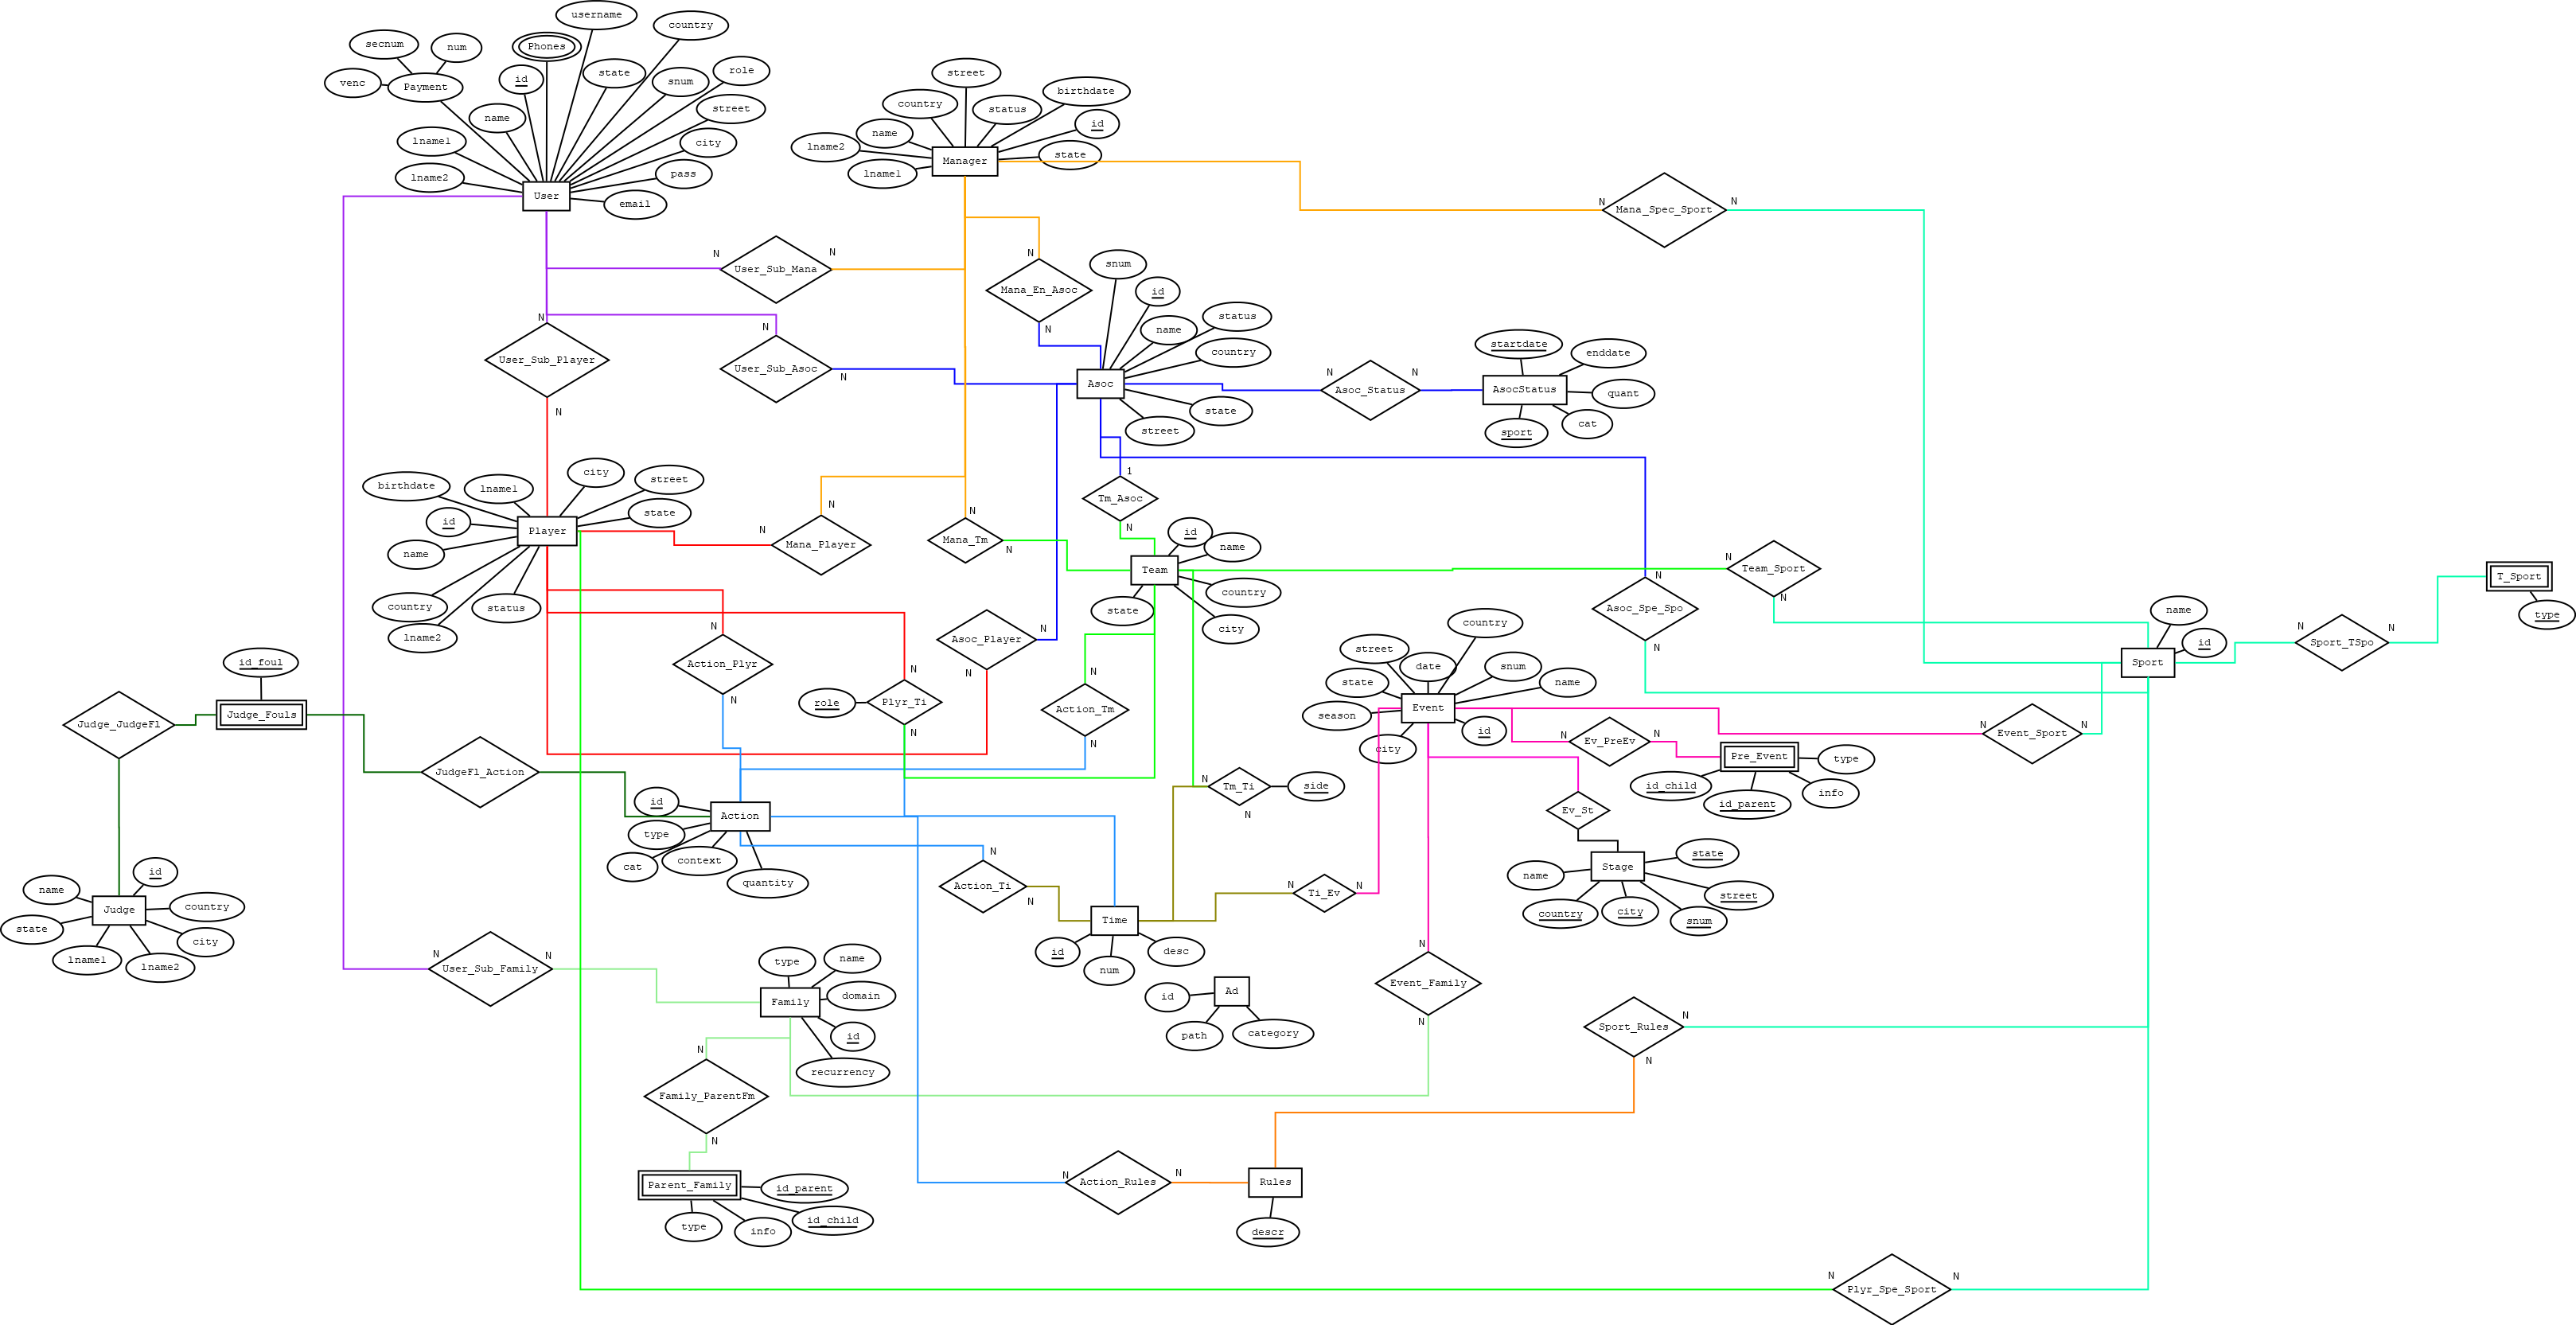 username
country
secnum
num
Phones
venc
Payment
id
state
snum
role
name
street
lname1
city
lname2
pass
User
email
street
country
status
birthdate
name
id
lname2
state
Manager
lname1
N
Mana_Spec_Sport
N
N
User_Sub_Mana
N
N
Mana_En_Asoc
N
snum
id
name
status
country
Asoc
state
street
N
User_Sub_Player
N
N
User_Sub_Asoc
N
N
Asoc_Status
N
startdate
enddate
AsocStatus
quant
sport
cat
1
Tm_Asoc
N
birthdate
lname1
city
street
id
state
Player
name
country
status
lname2
N
Mana_Player
N
N
Mana_Tm
N
id
name
Team
country
state
city
N
Team_Sport
N
N
Asoc_Spe_Spo
N
T_Sport
type
name
id
Sport
N
Sport_TSpo
N
N
Action_Plyr
N
Asoc_Player
N
N
role
N
Plyr_Ti
N
N
Action_Tm
N
country
street
date
snum
state
name
season
Event
id
city
N
Ev_PreEv
N
Pre_Event
type
id_child
id_parent
info
N
Event_Sport
N
id_foul
Judge_JudgeFl
Judge_Fouls
JudgeFl_Action
id
Action
type
cat
context
quantity
N
Tm_Ti
N
side
Ev_St
state
Stage
name
street
country
city
snum
N
Action_Ti
N
N
Ti_Ev
N
id
name
country
Judge
state
city
lname1
lname2
Time
id
num
desc
N
User_Sub_Family
N
type
name
Family
domain
id
recurrency
Ad
id
path
category
N
Event_Family
N
N
Sport_Rules
N
N
Family_ParentFm
N
Parent_Family
id_parent
type
info
id_child
N
Action_Rules
N
Rules
descr
N
Plyr_Spe_Sport
N